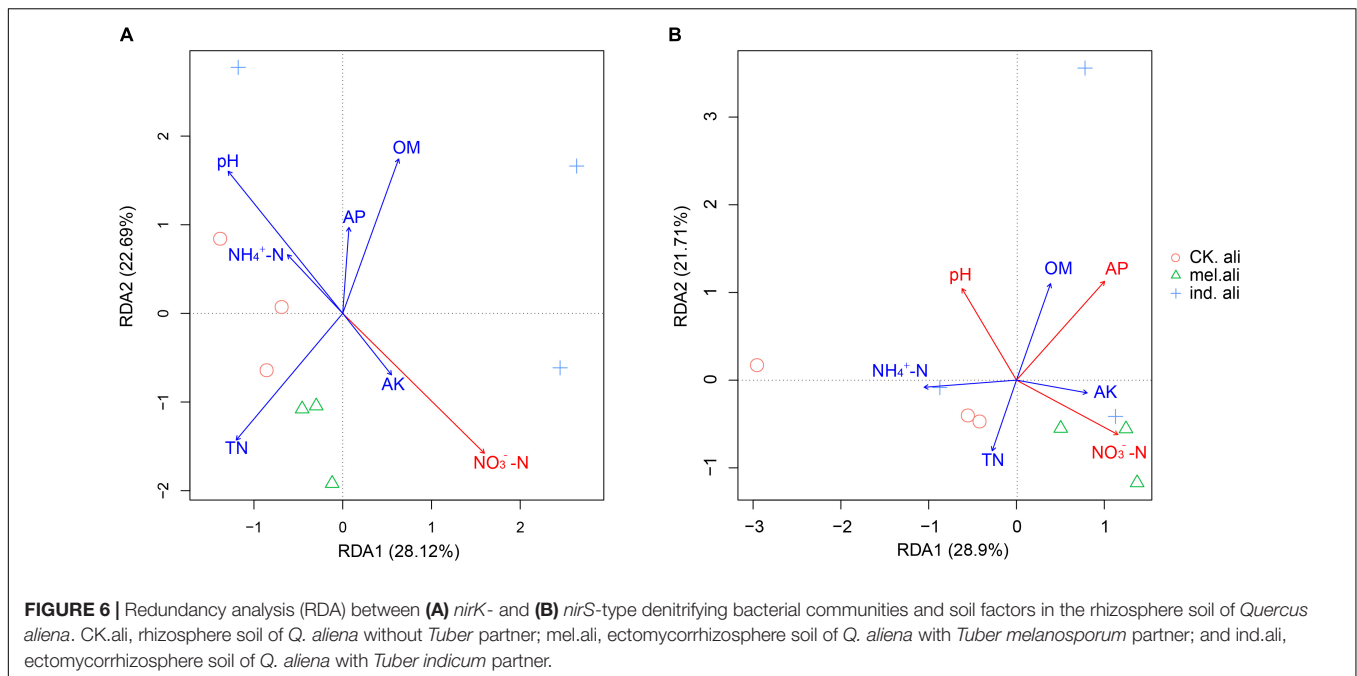 A
B
RDA2 (22.69%)
2
1
0
−1
−2
pH
OM
AP
NH₄⁺-N
AK
TN
NO₃⁻-N
−1
0
1
2
RDA1 (28.12%)
RDA2 (21.71%)
3
2
1
0
−1
pH
OM
AP
NH₄⁺-N
AK
TN
NO₃⁻-N
−3
−2
−1
0
1
RDA1 (28.9%)
CK. ali
mel.ali
ind. ali
FIGURE 6 | Redundancy analysis (RDA) between (A) nirK- and (B) nirS-type denitrifying bacterial communities and soil factors in the rhizosphere soil of Quercus
aliena. CK.ali, rhizosphere soil of Q. aliena without Tuber partner; mel.ali, ectomycorrhizosphere soil of Q. aliena with Tuber melanosporum partner; and ind.ali,
ectomycorrhizosphere soil of Q. aliena with Tuber indicum partner.